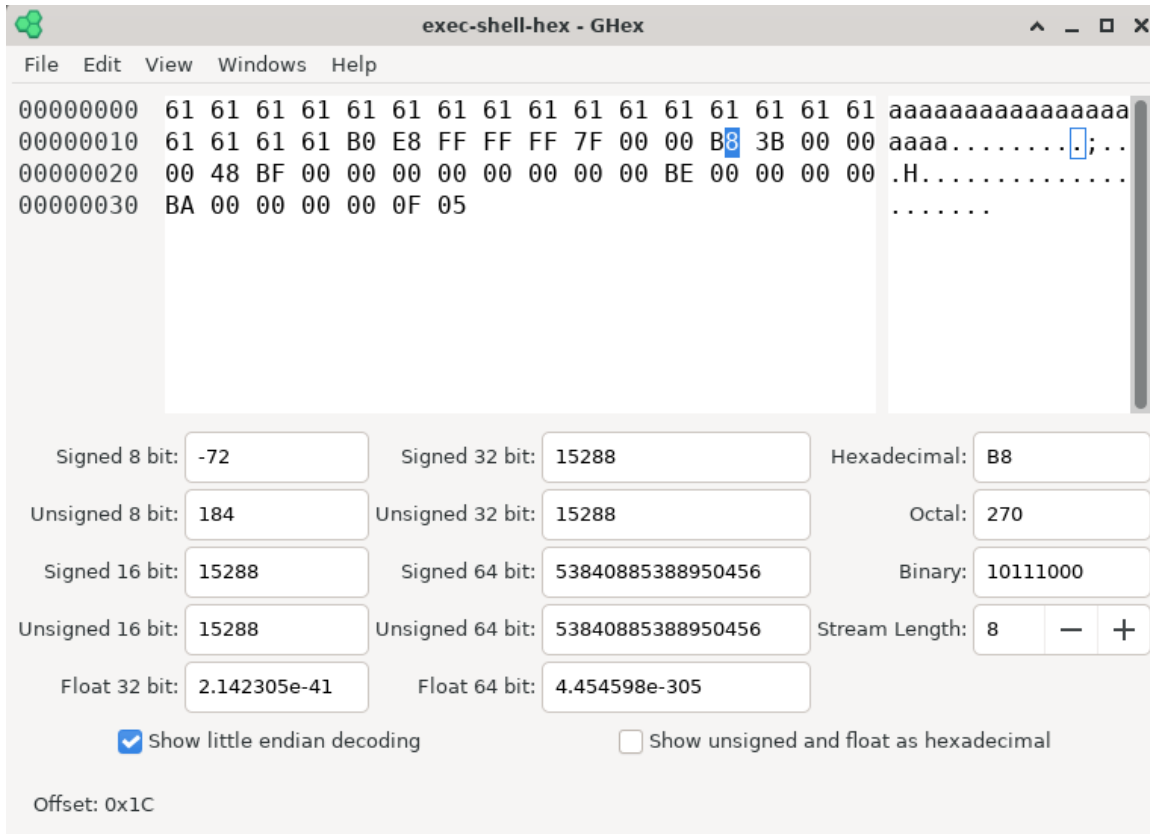 exec-shell-hex - GHex
File Edit View Windows Help
00000000 61 61 61 61 61 61 61 61 61 61 61 61 61 61 61 61 aaaaaaaaaaaaaaaa
00000010 61 61 61 61 B0 E8 FF FF FF 7F 00 00 B8 3B 00 00 aaaa.........;..
00000020 00 48 BF 00 00 00 00 00 00 00 00 BE 00 00 00 00 .H..............
00000030 BA 00 00 00 00 0F 05 .......
Signed 8 bit: -72 Signed 32 bit: 15288 Hexadecimal: B8
Unsigned 8 bit: 184 Unsigned 32 bit: 15288 Octal: 270
Signed 16 bit: 15288 Signed 64 bit: 53840885388950456 Binary: 10111000
Unsigned 16 bit: 15288 Unsigned 64 bit: 53840885388950456 Stream Length: 8 — +
Float 32 bit: 2.142305e-41 Float 64 bit: 4.454598e-305
Show little endian decoding Show unsigned and float as hexadecimal
Offset: 0x1C